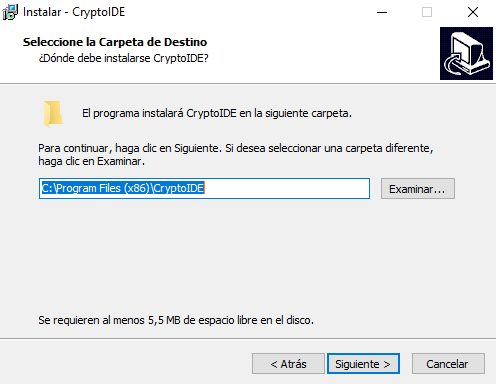 Instalar - CryptoIDE
Seleccione la Carpeta de Destino
¿Dónde debe instalarse CryptoIDE?
El programa instalará CryptoIDE en la siguiente carpeta.
Para continuar, haga clic en Siguiente. Si desea seleccionar una carpeta diferente,
haga clic en Examinar.
C:\Program Files (x86)\CryptoIDE
Examinar...
Se requieren al menos 5,5 MB de espacio libre en el disco.
< Atrás
Siguiente >
Cancelar